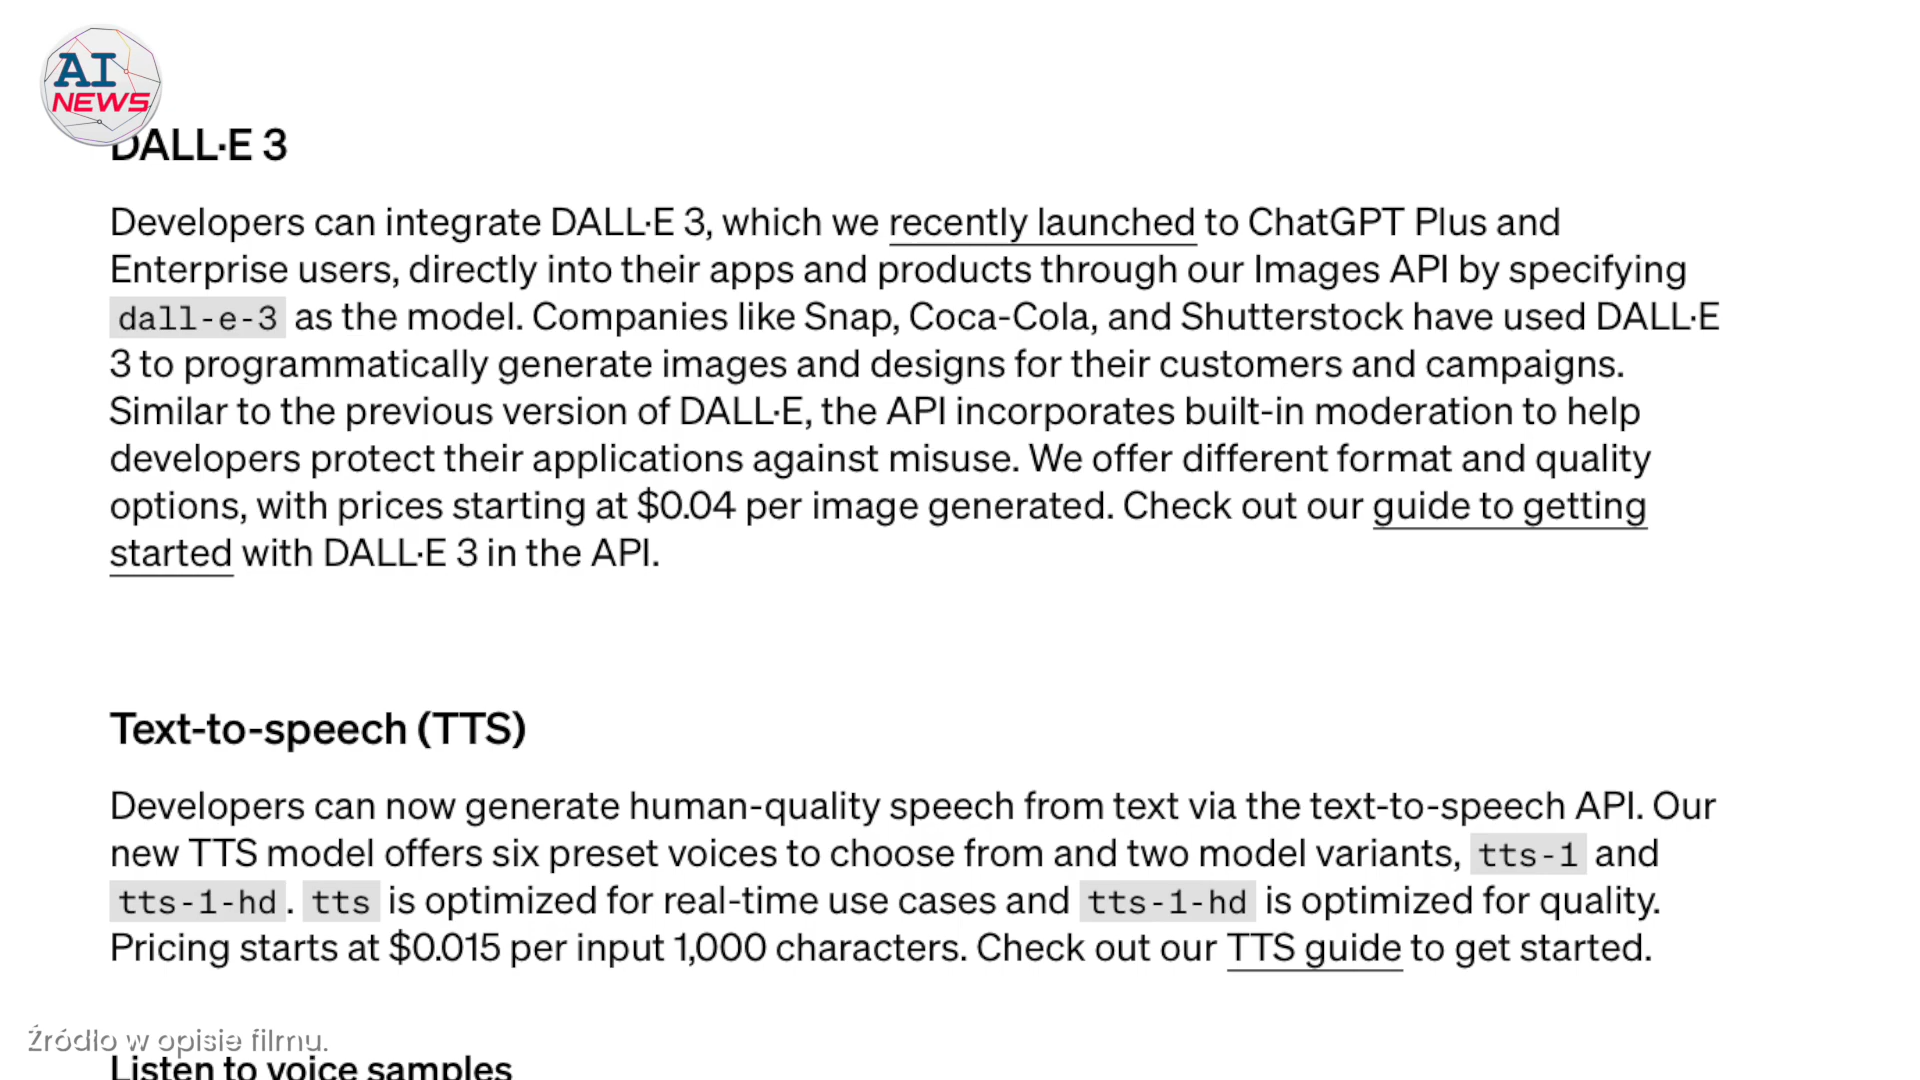 AI
NEWS
DALL·E 3
Developers can integrate DALL·E 3, which we recently launched to ChatGPT Plus and
Enterprise users, directly into their apps and products through our Images API by specifying
dall-e-3 as the model. Companies like Snap, Coca-Cola, and Shutterstock have used DALL·E
3 to programmatically generate images and designs for their customers and campaigns.
Similar to the previous version of DALL·E, the API incorporates built-in moderation to help
developers protect their applications against misuse. We offer different format and quality
options, with prices starting at $0.04 per image generated. Check out our guide to getting
started with DALL·E 3 in the API.
Text-to-speech (TTS)
Developers can now generate human-quality speech from text via the text-to-speech API. Our
new TTS model offers six preset voices to choose from and two model variants, tts-1 and
tts-1-hd. tts is optimized for real-time use cases and tts-1-hd is optimized for quality.
Pricing starts at $0.015 per input 1,000 characters. Check out our TTS guide to get started.
Źródło w opisie filmu.
Listen to voice samples